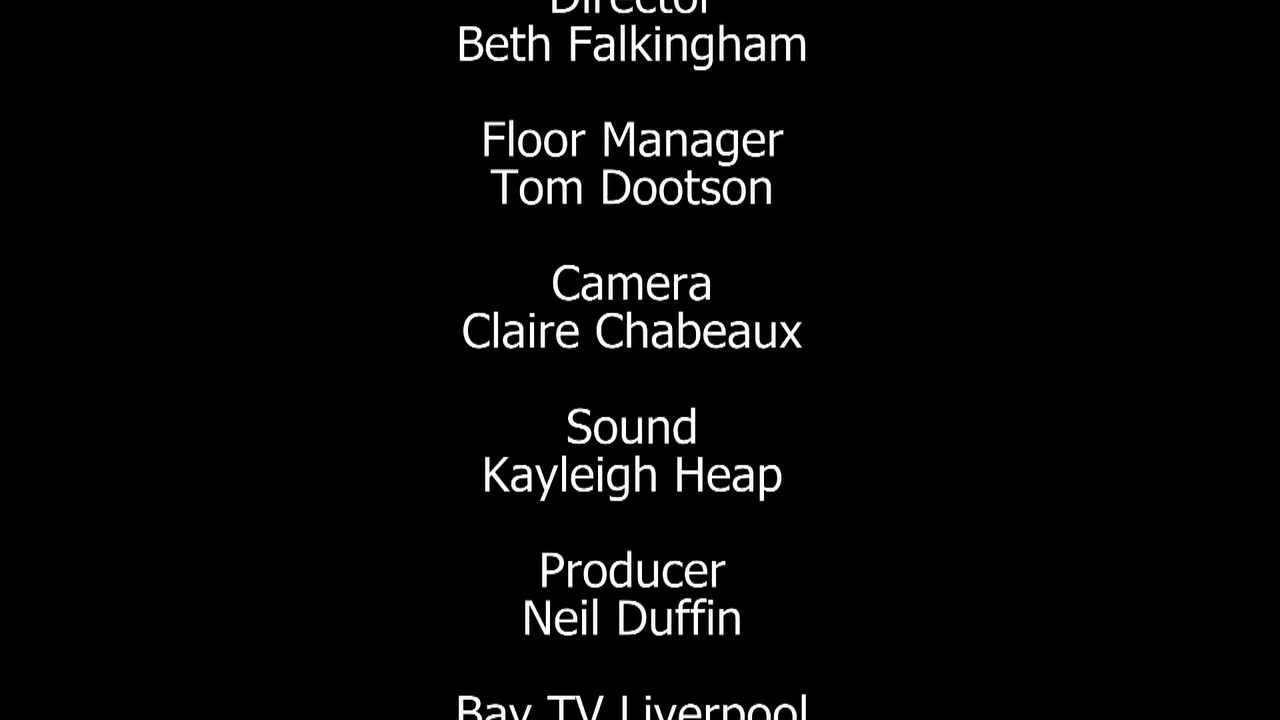 Director
Beth Falkingham
Floor Manager
Tom Dootson
Camera
Claire Chabeaux
Sound
Kayleigh Heap
Producer
Neil Duffin
Bay TV Liverpool